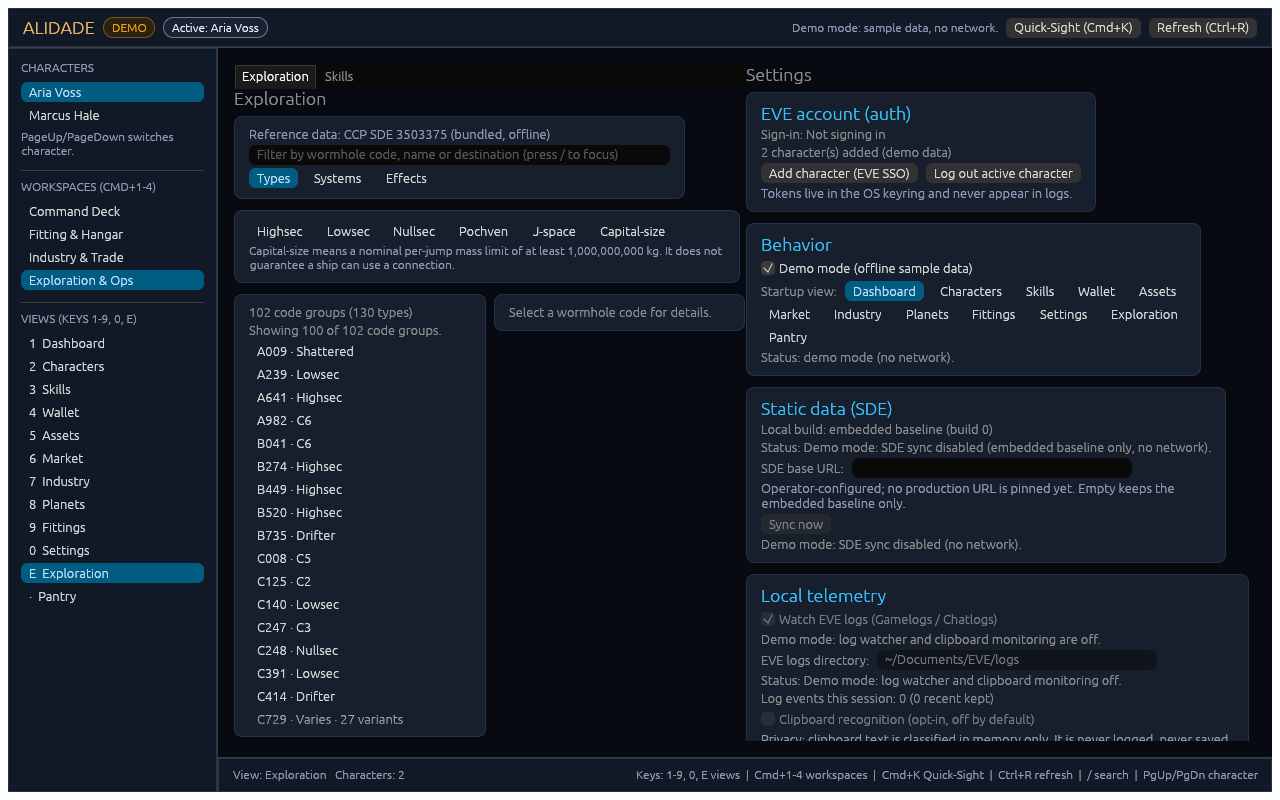 ALIDADE DEMO Active: Aria Voss
Demo mode: sample data, no network. Quick-Sight (Cmd+K) Refresh (Ctrl+R)
CHARACTERS
Aria Voss
Marcus Hale
PageUp/PageDown switches
character.
WORKSPACES (CMD+1-4)
Command Deck
Fitting & Hangar
Industry & Trade
Exploration & Ops
VIEWS (KEYS 1-9, 0, E)
1 Dashboard
2 Characters
3 Skills
4 Wallet
5 Assets
6 Market
7 Industry
8 Planets
9 Fittings
0 Settings
E Exploration
· Pantry
Exploration Skills
Exploration
Reference data: CCP SDE 3503375 (bundled, offline)
Filter by wormhole code, name or destination (press / to focus)
Types Systems Effects
Highsec Lowsec Nullsec Pochven J-space Capital-size
Capital-size means a nominal per-jump mass limit of at least 1,000,000,000 kg. It does not
guarantee a ship can use a connection.
102 code groups (130 types)
Showing 100 of 102 code groups.
A009 · Shattered
A239 · Lowsec
A641 · Highsec
A982 · C6
B041 · C6
B274 · Highsec
B449 · Highsec
B520 · Highsec
B735 · Drifter
C008 · C5
C125 · C2
C140 · Lowsec
C247 · C3
C248 · Nullsec
C391 · Lowsec
C414 · Drifter
C729 · Varies · 27 variants
Select a wormhole code for details.
Settings
EVE account (auth)
Sign-in: Not signing in
2 character(s) added (demo data)
Add character (EVE SSO) Log out active character
Tokens live in the OS keyring and never appear in logs.
Behavior
Demo mode (offline sample data)
Startup view: Dashboard Characters Skills Wallet Assets
Market Industry Planets Fittings Settings Exploration
Pantry
Status: demo mode (no network).
Static data (SDE)
Local build: embedded baseline (build 0)
Status: Demo mode: SDE sync disabled (embedded baseline only, no network).
SDE base URL:
Operator-configured; no production URL is pinned yet. Empty keeps the
embedded baseline only.
Sync now
Demo mode: SDE sync disabled (no network).
Local telemetry
Watch EVE logs (Gamelogs / Chatlogs)
Demo mode: log watcher and clipboard monitoring are off.
EVE logs directory: ~/Documents/EVE/logs
Status: Demo mode: log watcher and clipboard monitoring off.
Log events this session: 0 (0 recent kept)
Clipboard recognition (opt-in, off by default)
Privacy: clipboard text is classified in memory only. It is never logged, never saved
View: Exploration Characters: 2
Keys: 1-9, 0, E views | Cmd+1-4 workspaces | Cmd+K Quick-Sight | Ctrl+R refresh | / search | PgUp/PgDn character